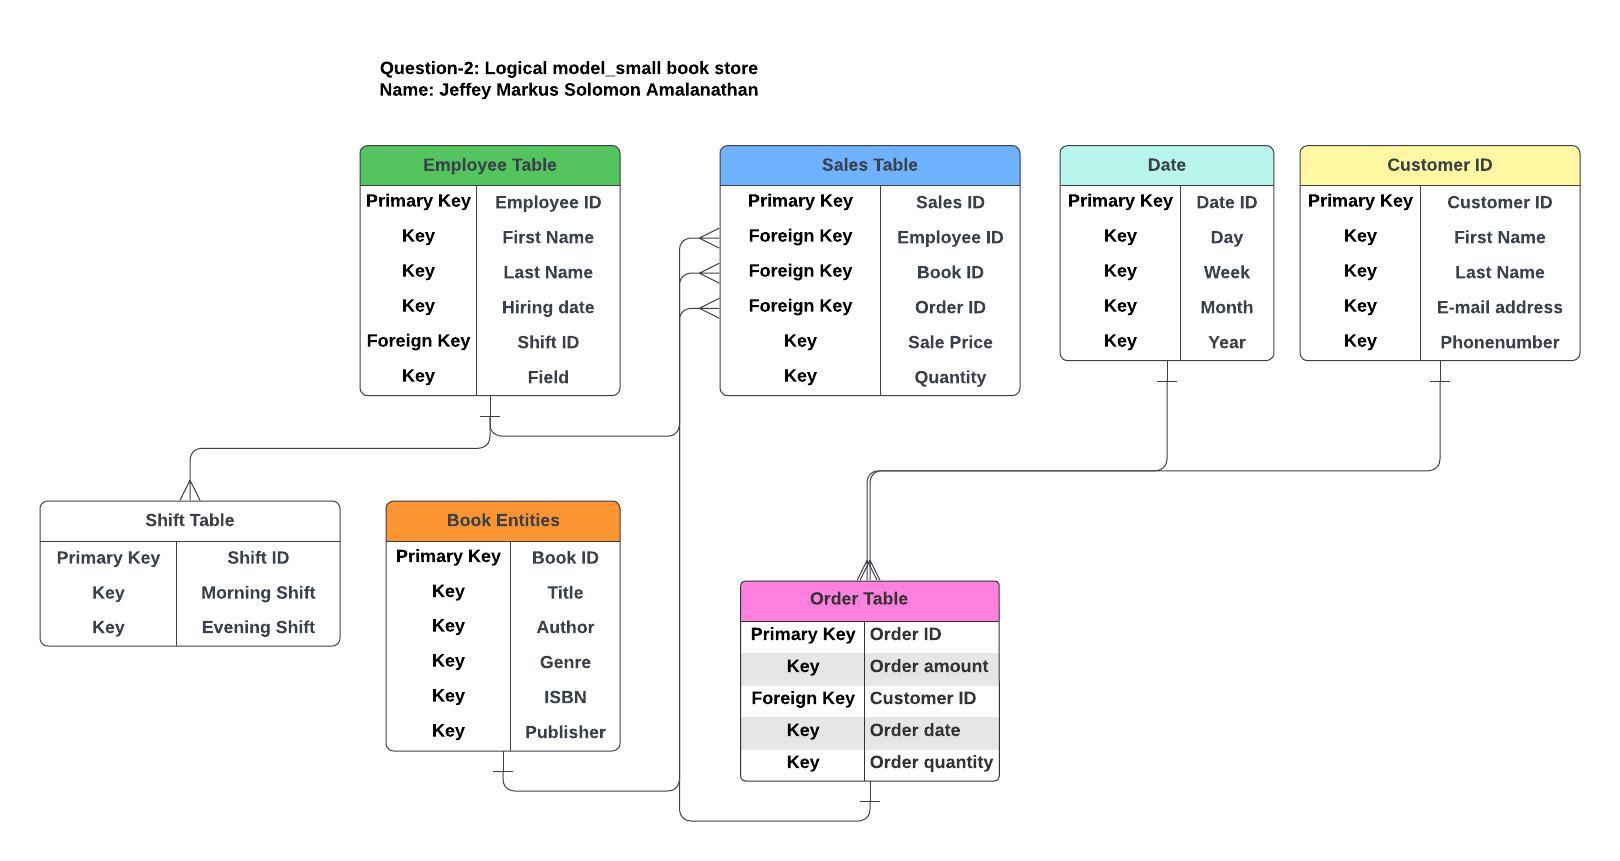 Question-2: Logical model_small book store
Name: Jeffey Markus Solomon Amalanathan
Employee Table
Primary Key Employee ID
Key First Name
Key Last Name
Key Hiring date
Foreign Key Shift ID
Key Field
Sales Table
Primary Key Sales ID
Foreign Key Employee ID
Foreign Key Book ID
Foreign Key Order ID
Key Sale Price
Key Quantity
Date
Primary Key Date ID
Key Day
Key Week
Key Month
Key Year
Customer ID
Primary Key Customer ID
Key First Name
Key Last Name
Key E-mail address
Key Phonenumber
Shift Table
Primary Key Shift ID
Key Morning Shift
Key Evening Shift
Book Entities
Primary Key Book ID
Key Title
Key Author
Key Genre
Key ISBN
Key Publisher
Order Table
Primary Key Order ID
Key Order amount
Foreign Key Customer ID
Key Order date
Key Order quantity